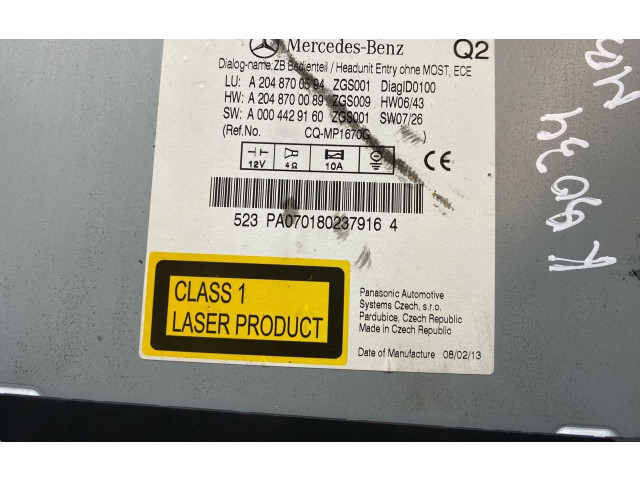 Mercedes-Benz Q2
Dialog-name: ZB Bedienteil / Headunit Entry ohne MOST, ECE
LU: A 204 870 05 94 ZGS001 DiagID0100
HW: A 204 870 00 89 ZGS009 HW06/43
SW: A 000 442 91 60 ZGS001 SW07/26
(Ref.No. CQ-MP1670G)
12V 4Ω 10A
CE
523 PA070180237916 4
CLASS 1
LASER PRODUCT
Panasonic Automotive
Systems Czech, s.r.o.
Pardubice, Czech Republic
Made in Czech Republic
Date of Manufacture 08/02/13